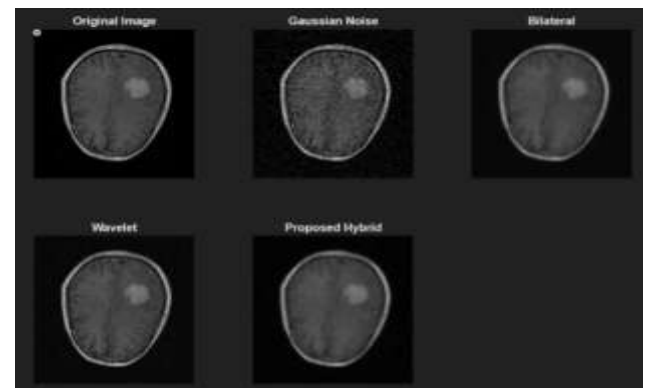 Original Image
Gaussian Noise
Bilateral
Wavelet
Proposed Hybrid